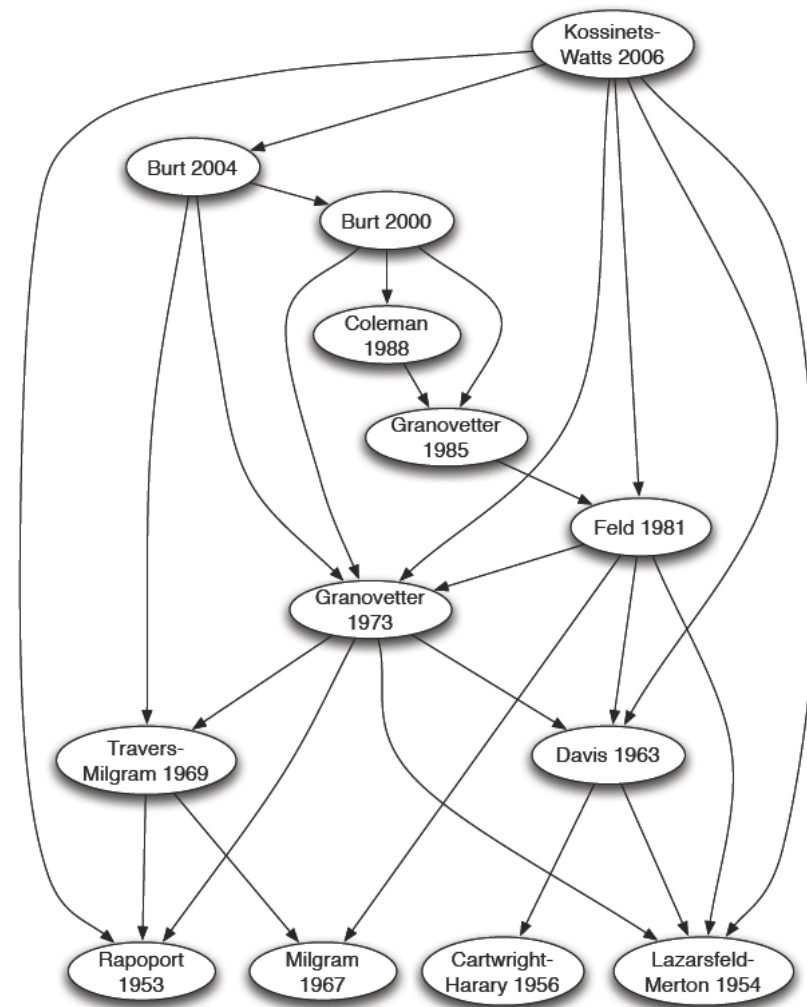 Kossinets-
Watts 2006
Burt 2004
Burt 2000
Coleman
1988
Granovetter
1985
Feld 1981
Granovetter
1973
Travers-
Milgram 1969
Davis 1963
Rapoport
1953
Milgram
1967
Cartwright-
Harary 1956
Lazarsfeld-
Merton 1954